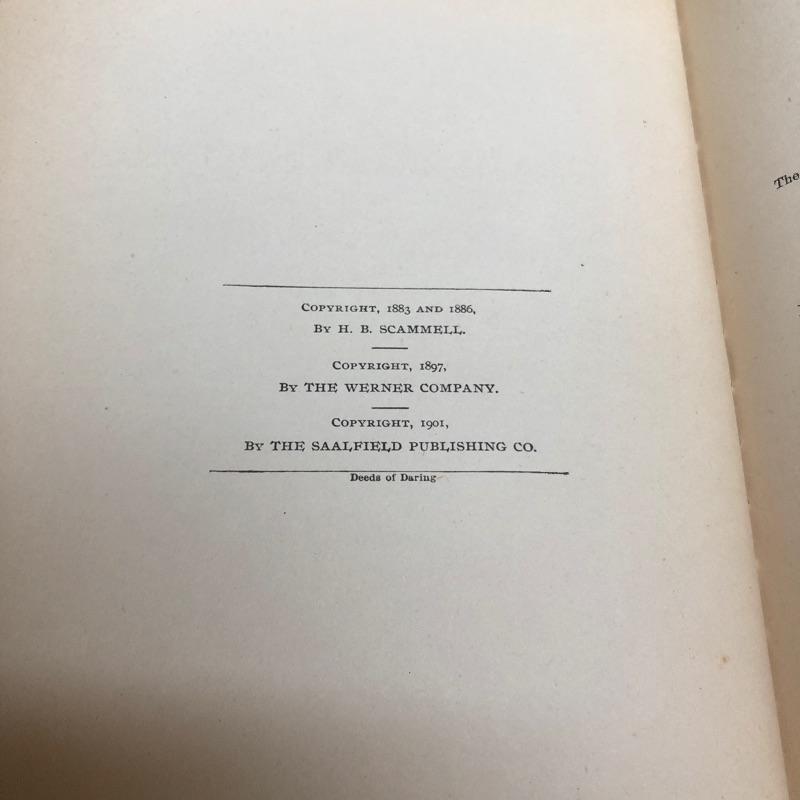 COPYRIGHT, 1883 AND 1886,
BY H. B. SCAMMELL.
COPYRIGHT, 1897,
BY THE WERNER COMPANY.
COPYRIGHT, 1901,
BY THE SAALFIELD PUBLISHING CO.
Deeds of Daring
The